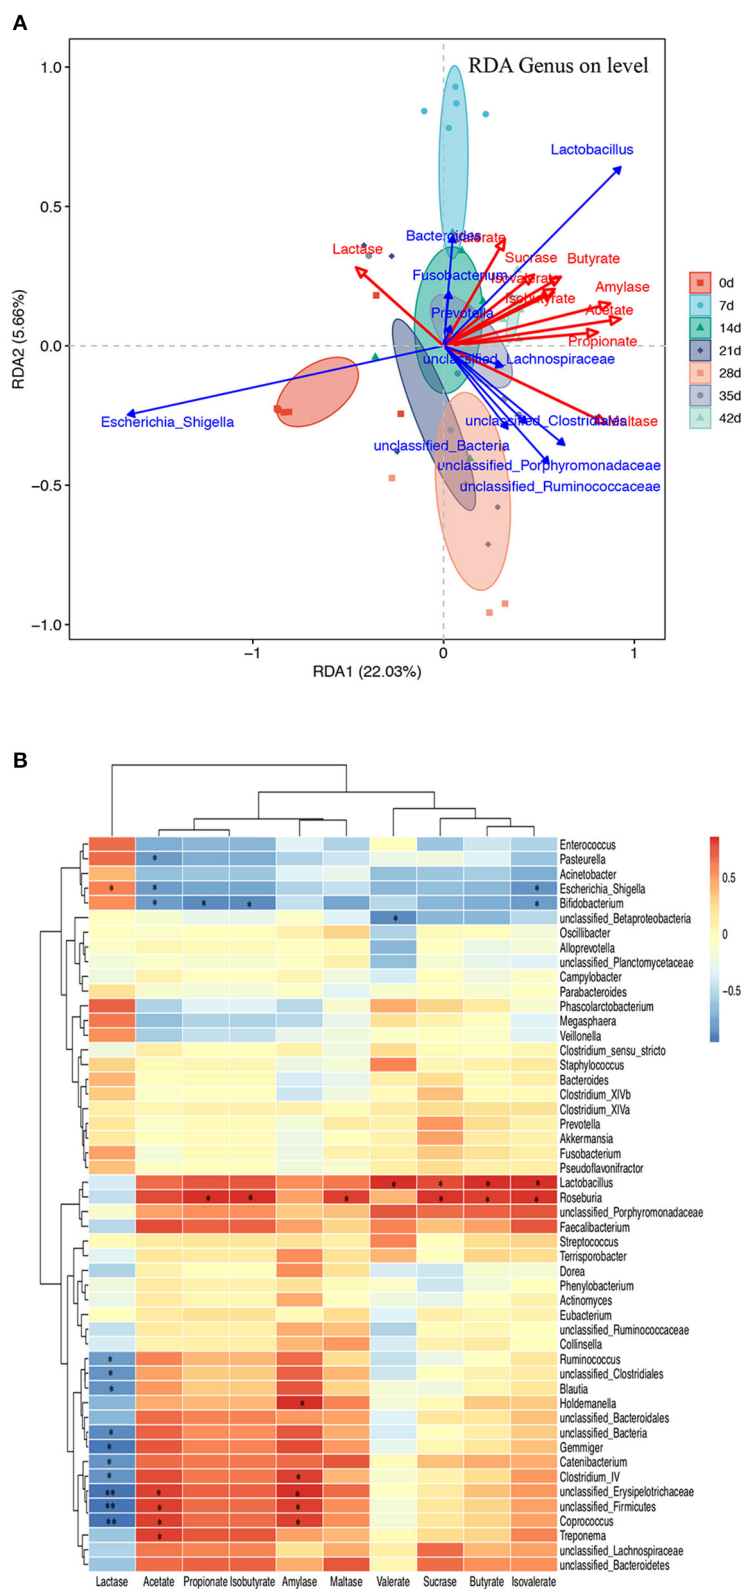 A
RDA Genus on level
1.0
0.5
0.0
−0.5
−1.0
RDA2 (5.66%)
−1
0
1
RDA1 (22.03%)
Lactobacillus
Bacteroides
Valerate
Lactase
Sucrase
Butyrate
Fusobacterium
Isovalerate
Amylase
Isobutyrate
Acetate
Prevotella
Propionate
unclassified_Lachnospiraceae
Escherichia_Shigella
unclassified_Clostridiales
Maltase
unclassified_Bacteria
unclassified_Porphyromonadaceae
unclassified_Ruminococcaceae
0d
7d
14d
21d
28d
35d
42d
B
Enterococcus
Pasteurella
*
Acinetobacter
Escherichia_Shigella
* * *
Bifidobacterium
* * * *
unclassified_Betaproteobacteria
*
Oscillibacter
Alloprevotella
unclassified_Planctomycetaceae
Campylobacter
Parabacteroides
Phascolarctobacterium
Megasphaera
Veillonella
Clostridium_sensu_stricto
Staphylococcus
Bacteroides
Clostridium_XIVb
Clostridium_XIVa
Prevotella
Akkermansia
Fusobacterium
Pseudoflavonifractor
Lactobacillus
* * * *
Roseburia
* * * * * *
unclassified_Porphyromonadaceae
Faecalibacterium
Streptococcus
Terrisporobacter
Dorea
Phenylobacterium
Actinomyces
Eubacterium
unclassified_Ruminococcaceae
Collinsella
Ruminococcus
*
unclassified_Clostridiales
*
Blautia
*
Holdemanella
*
unclassified_Bacteroidales
unclassified_Bacteria
*
Gemmiger
*
Catenibacterium
*
Clostridium_IV
* *
unclassified_Erysipelotrichaceae
** * *
unclassified_Firmicutes
** * *
Coprococcus
** * *
Treponema
*
unclassified_Lachnospiraceae
unclassified_Bacteroidetes
Lactase Acetate Propionate Isobutyrate Amylase Maltase Valerate Sucrase Butyrate Isovalerate
0.5
0
−0.5